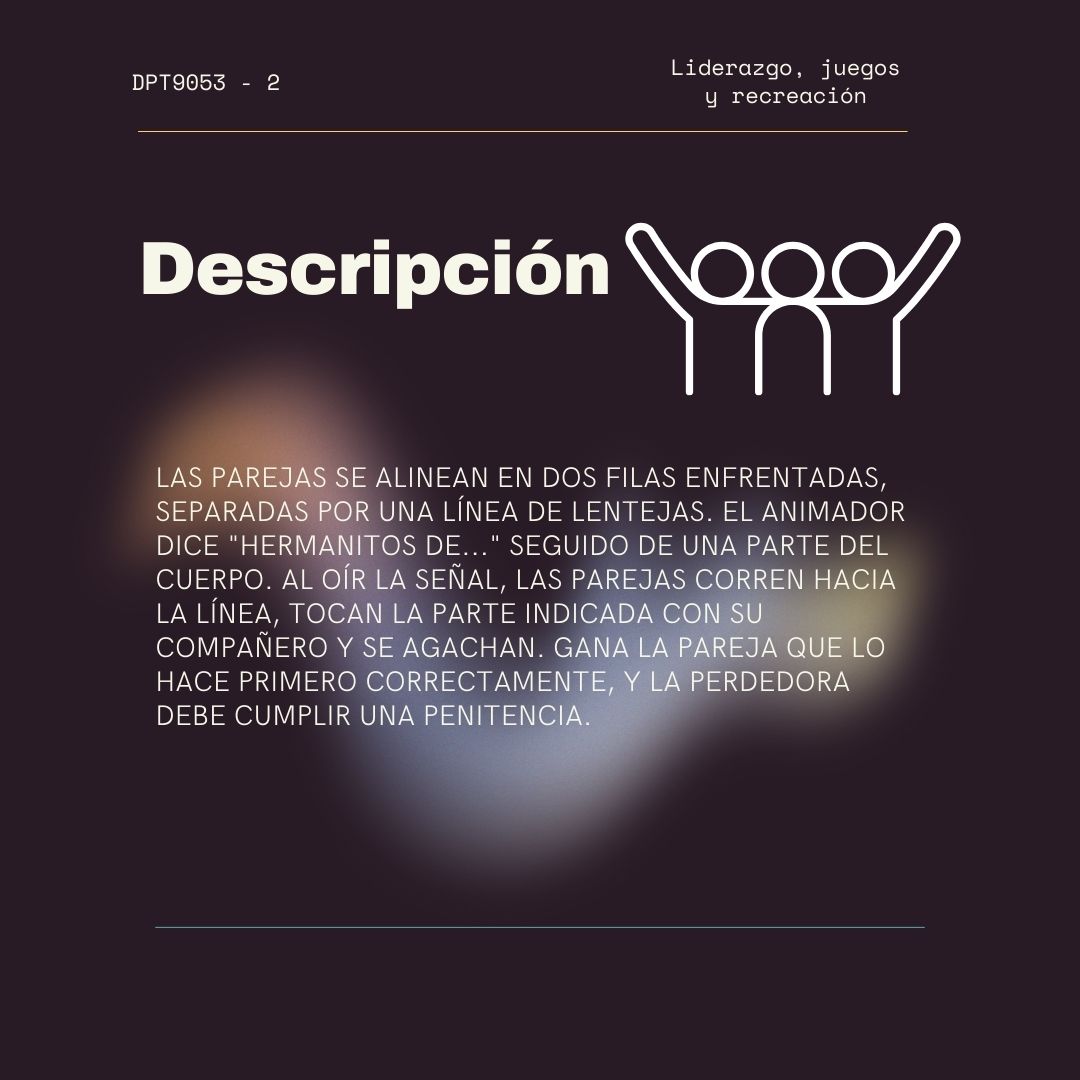 DPT9053 - 2
Liderazgo, juegos
y recreación
Descripción
LAS PAREJAS SE ALINEAN EN DOS FILAS ENFRENTADAS,
SEPARADAS POR UNA LÍNEA DE LENTEJAS. EL ANIMADOR
DICE "HERMANITOS DE..." SEGUIDO DE UNA PARTE DEL
CUERPO. AL OÍR LA SEÑAL, LAS PAREJAS CORREN HACIA
LA LÍNEA, TOCAN LA PARTE INDICADA CON SU
COMPAÑERO Y SE AGACHAN. GANA LA PAREJA QUE LO
HACE PRIMERO CORRECTAMENTE, Y LA PERDEDORA
DEBE CUMPLIR UNA PENITENCIA.